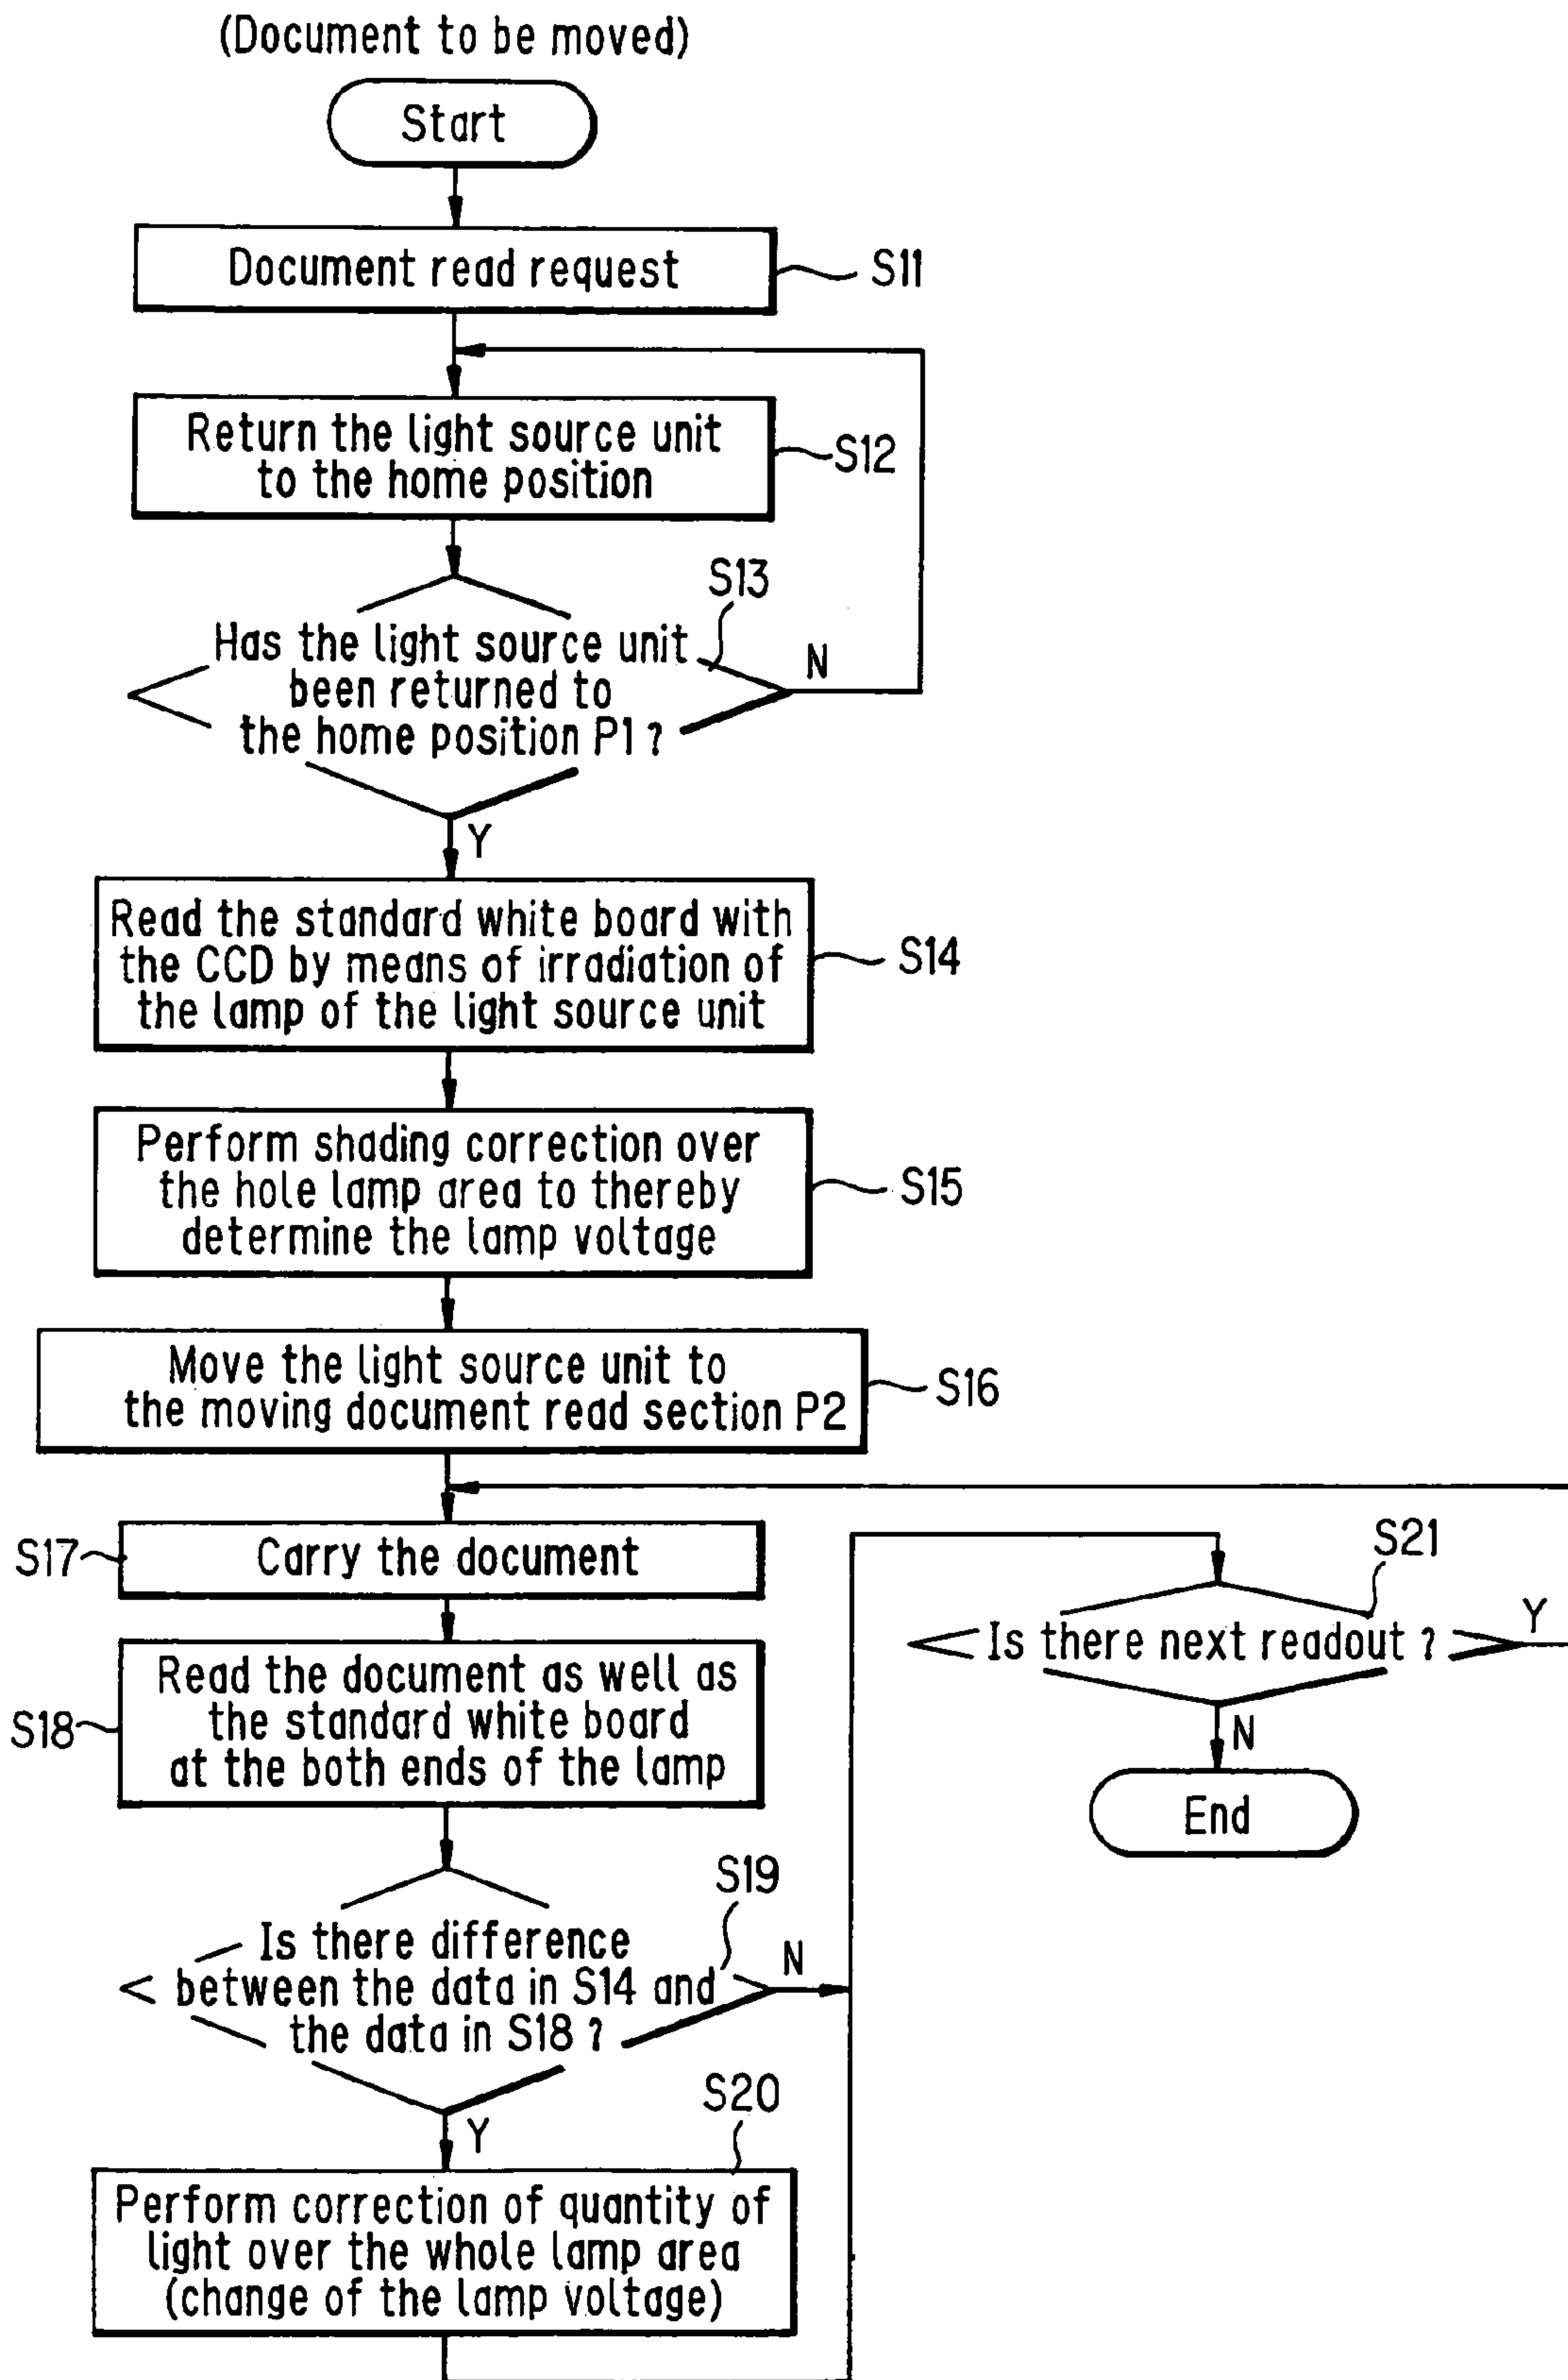 (Document to be moved)
Start
Document read request
S11
Return the light source unit
to the home position
S12
S13
Has the light source unit
been returned to
the home position P1 ?
N
Y
Read the standard white board with
the CCD by means of irradiation of
the lamp of the light source unit
S14
Perform shading correction over
the hole lamp area to thereby
determine the lamp voltage
S15
Move the light source unit to
the moving document read section P2
S16
S17
Carry the document
S18
Read the document as well as
the standard white board
at the both ends of the lamp
S19
Is there difference
between the data in S14 and
the data in S18 ?
N
Y
S20
Perform correction of quantity of
light over the whole lamp area
(change of the lamp voltage)
S21
Is there next readout ?
Y
N
End